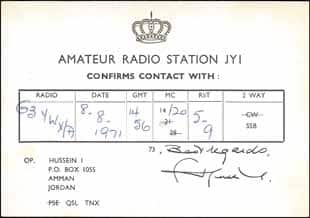 AMATEUR RADIO STATION JY1
CONFIRMS CONTACT WITH :
RADIO DATE GMT MC RST 2 WAY
G3YWX/A 8-8-1971 14 56 14/20 21 28 5-9 CW SSB
73, Best regards.
OP. HUSSEIN I
P.O. BOX 1055
AMMAN
JORDAN
PSE QSL TNX